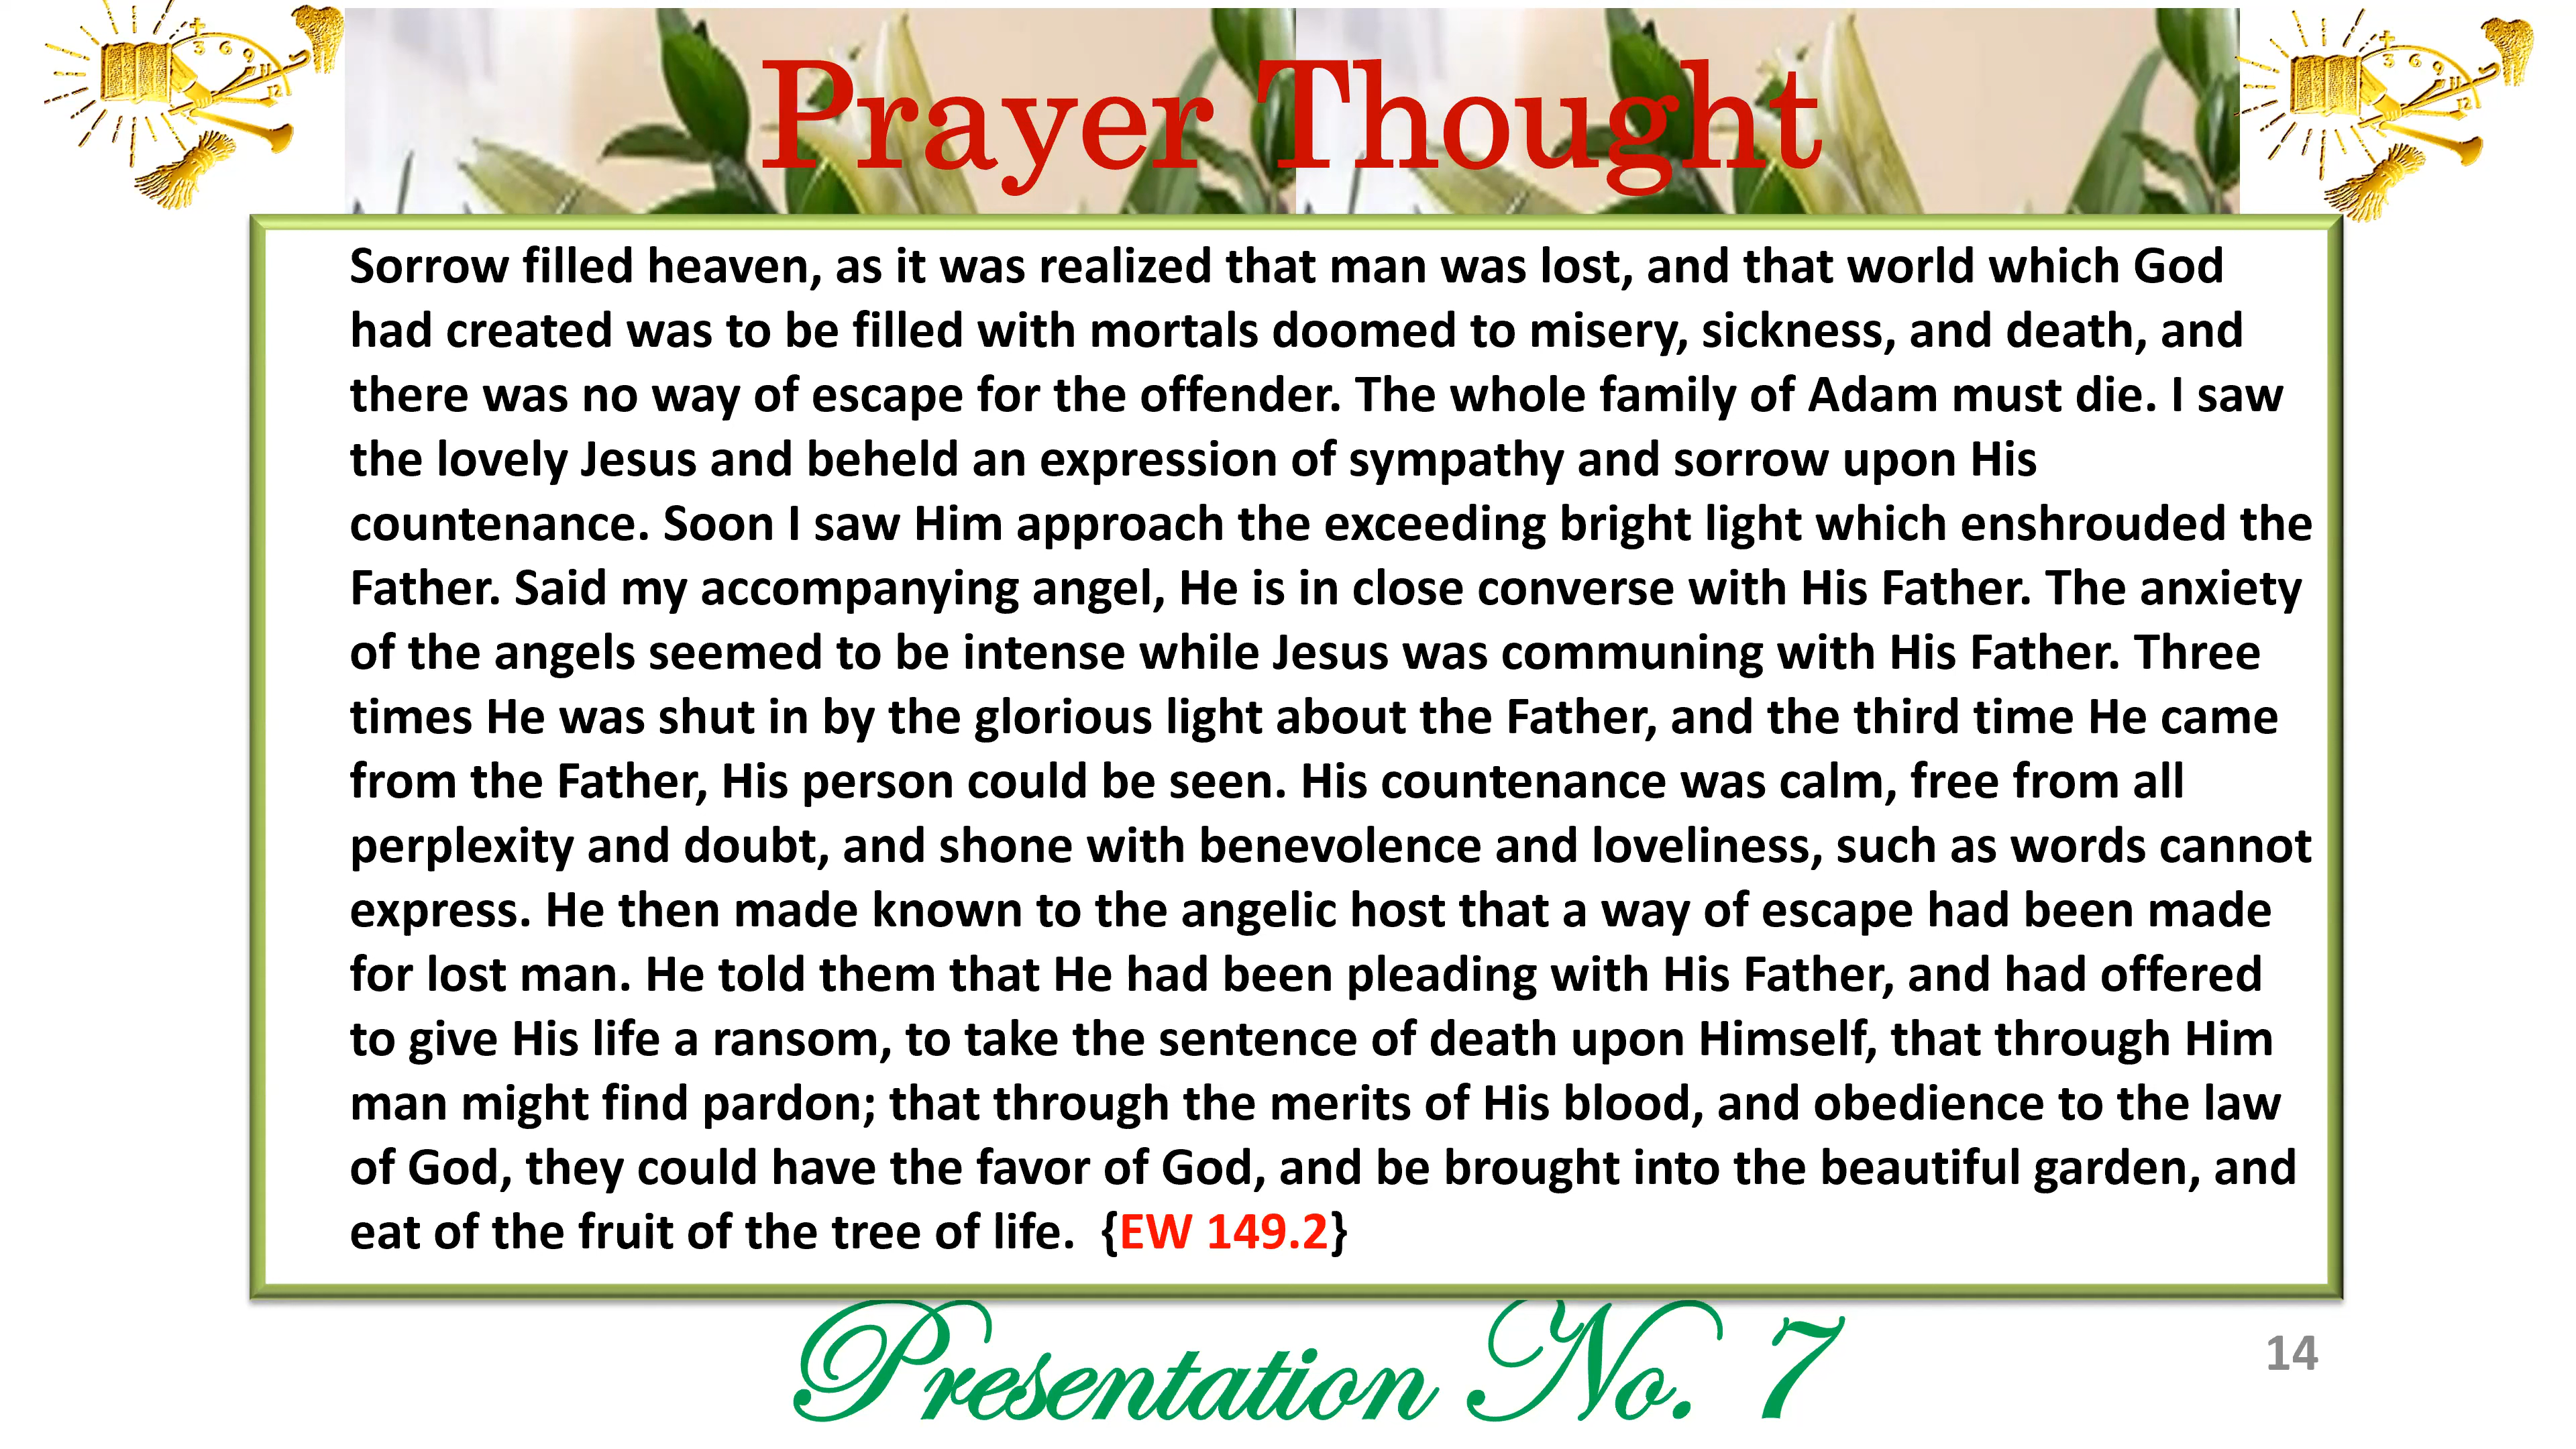 Prayer Thought
Sorrow filled heaven, as it was realized that man was lost, and that world which God
had created was to be filled with mortals doomed to misery, sickness, and death, and
there was no way of escape for the offender. The whole family of Adam must die. I saw
the lovely Jesus and beheld an expression of sympathy and sorrow upon His
countenance. Soon I saw Him approach the exceeding bright light which enshrouded the
Father. Said my accompanying angel, He is in close converse with His Father. The anxiety
of the angels seemed to be intense while Jesus was communing with His Father. Three
times He was shut in by the glorious light about the Father, and the third time He came
from the Father, His person could be seen. His countenance was calm, free from all
perplexity and doubt, and shone with benevolence and loveliness, such as words cannot
express. He then made known to the angelic host that a way of escape had been made
for lost man. He told them that He had been pleading with His Father, and had offered
to give His life a ransom, to take the sentence of death upon Himself, that through Him
man might find pardon; that through the merits of His blood, and obedience to the law
of God, they could have the favor of God, and be brought into the beautiful garden, and
eat of the fruit of the tree of life.  {EW 149.2}
Presentation No. 7
14